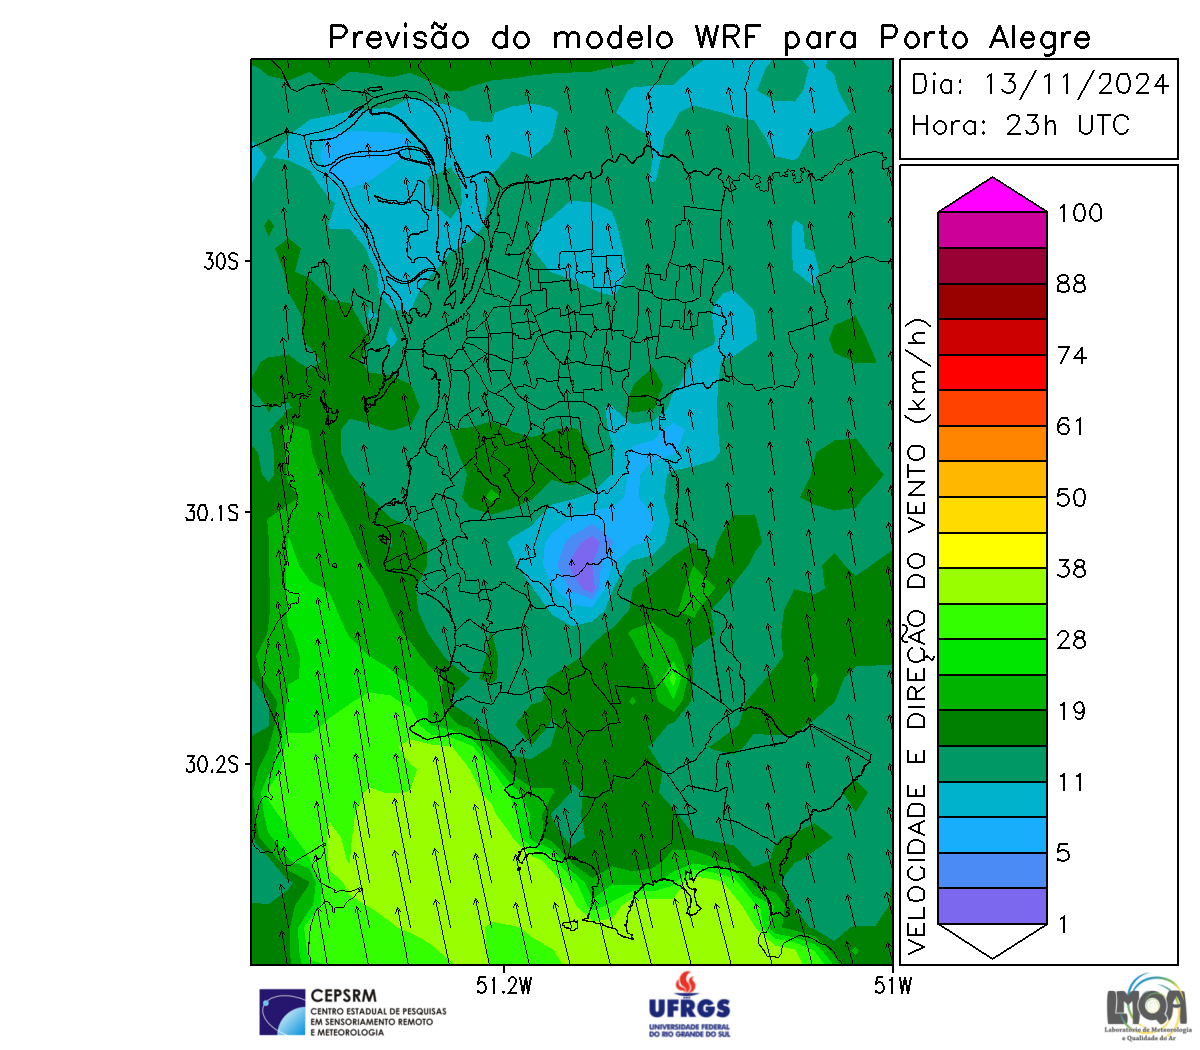 Previsão do modelo WRF para Porto Alegre
Dia: 13/11/2024
Hora: 23h UTC
100
88
74
61
50
38
28
19
11
5
1
VELOCIDADE E DIREÇÃO DO VENTO (km/h)
30S
30.1S
30.2S
51.2W
51W
CEPSRM
CENTRO ESTADUAL DE PESQUISAS
EM SENSORIAMENTO REMOTO
E METEOROLOGIA
UFRGS
UNIVERSIDADE FEDERAL
DO RIO GRANDE DO SUL
LMQA
Laboratório de Meteorologia
e Qualidade do Ar